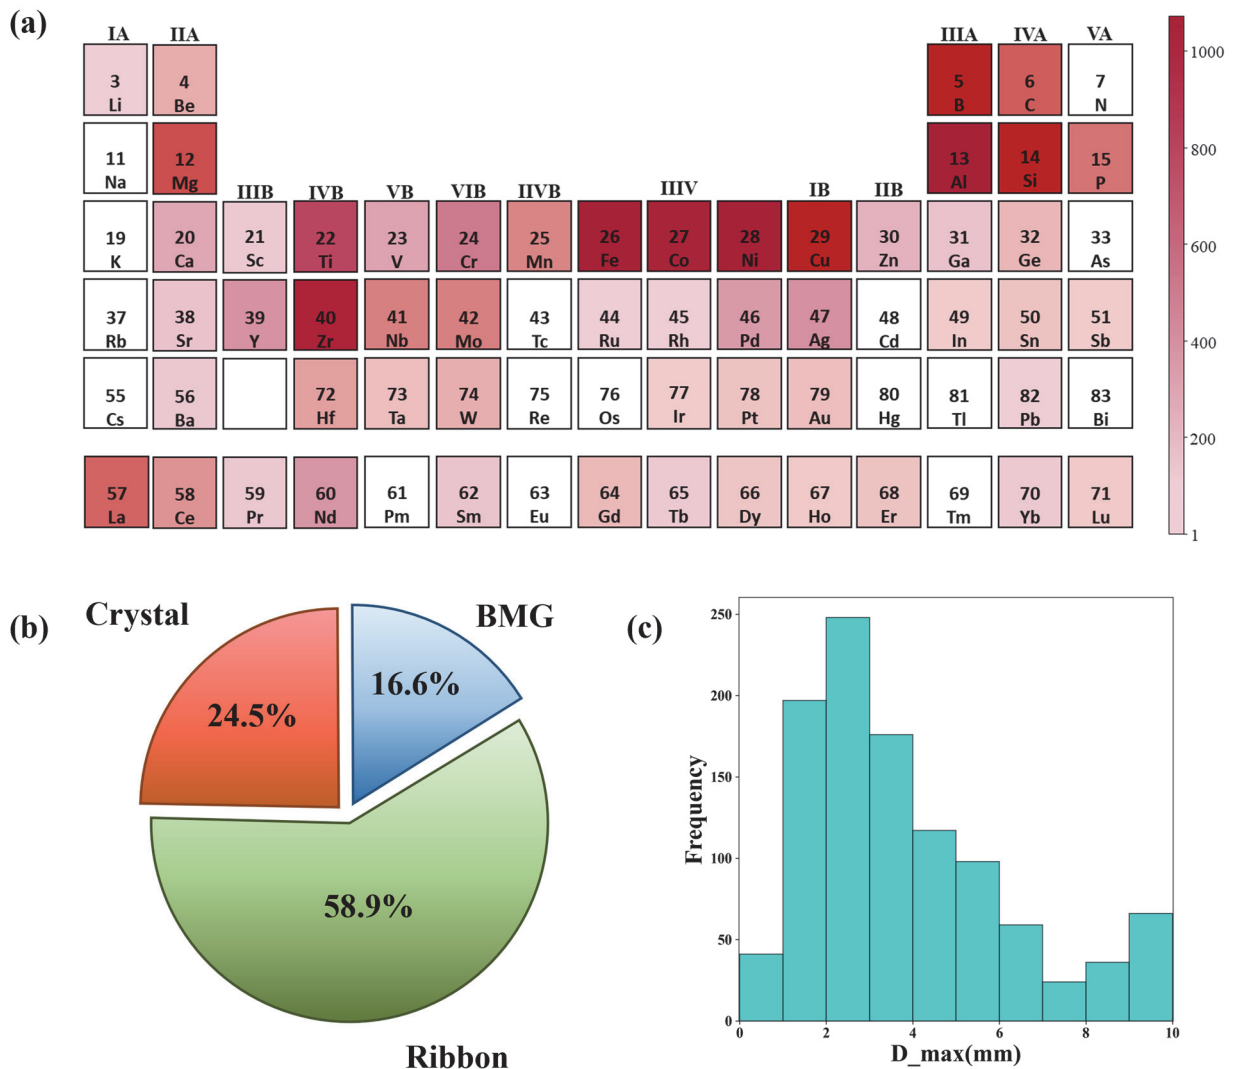 (a)
IA IIA IIIA IVA VA
3 4 5 6 7
Li Be B C N
11 12 13 14 15
Na Mg Al Si P
IIIB IVB VB VIB IIVB IIIV IB IIB
19 20 21 22 23 24 25 26 27 28 29 30 31 32 33
K Ca Sc Ti V Cr Mn Fe Co Ni Cu Zn Ga Ge As
37 38 39 40 41 42 43 44 45 46 47 48 49 50 51
Rb Sr Y Zr Nb Mo Tc Ru Rh Pd Ag Cd In Sn Sb
55 56 72 73 74 75 76 77 78 79 80 81 82 83
Cs Ba Hf Ta W Re Os Ir Pt Au Hg Tl Pb Bi
57 58 59 60 61 62 63 64 65 66 67 68 69 70 71
La Ce Pr Nd Pm Sm Eu Gd Tb Dy Ho Er Tm Yb Lu
1000
800
600
400
200
1
(b)
Crystal
BMG
16.6%
24.5%
58.9%
Ribbon
(c)
250
200
150
100
50
0
0 2 4 6 8 10
Frequency
D_max(mm)